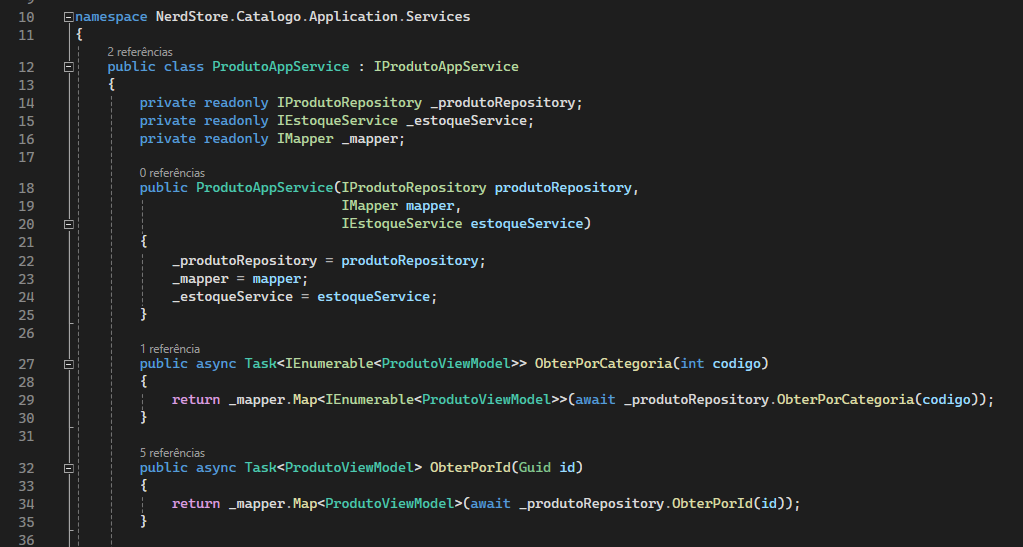 9
10 namespace NerdStore.Catalogo.Application.Services
11 {
2 referências
12 public class ProdutoAppService : IProdutoAppService
13 {
14 private readonly IProdutoRepository _produtoRepository;
15 private readonly IEstoqueService _estoqueService;
16 private readonly IMapper _mapper;
17
0 referências
18 public ProdutoAppService(IProdutoRepository produtoRepository,
19 IMapper mapper,
20 IEstoqueService estoqueService)
21 {
22 _produtoRepository = produtoRepository;
23 _mapper = mapper;
24 _estoqueService = estoqueService;
25 }
26
1 referência
27 public async Task<IEnumerable<ProdutoViewModel>> ObterPorCategoria(int codigo)
28 {
29 return _mapper.Map<IEnumerable<ProdutoViewModel>>(await _produtoRepository.ObterPorCategoria(codigo));
30 }
31
5 referências
32 public async Task<ProdutoViewModel> ObterPorId(Guid id)
33 {
34 return _mapper.Map<ProdutoViewModel>(await _produtoRepository.ObterPorId(id));
35 }
36